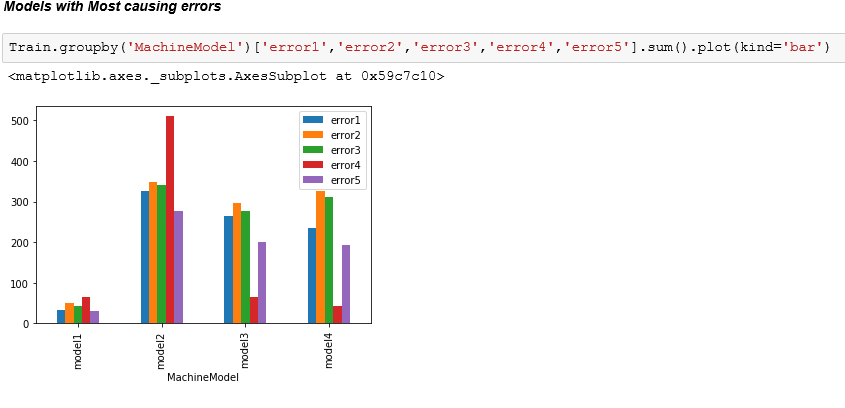 Models with Most causing errors
Train.groupby('MachineModel')['error1','error2','error3','error4','error5'].sum().plot(kind='bar')
<matplotlib.axes._subplots.AxesSubplot at 0x59c7c10>
500
400
300
200
100
0
error1
error2
error3
error4
error5
model1
model2
model3
model4
MachineModel